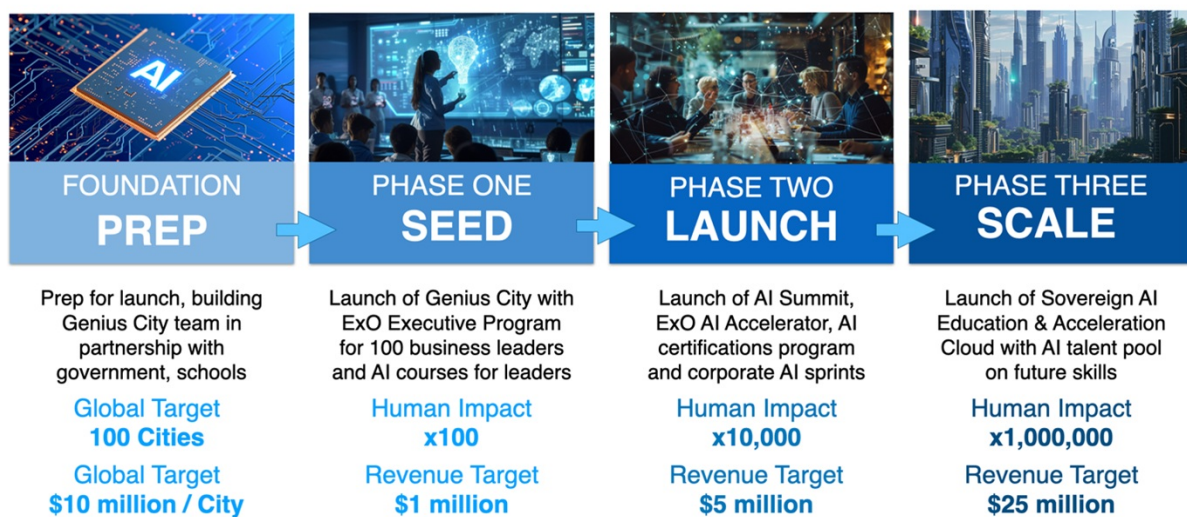 AI
FOUNDATION
PREP
Prep for launch, building
Genius City team in
partnership with
government, schools
Global Target
100 Cities
Global Target
$10 million / City
PHASE ONE
SEED
Launch of Genius City with
ExO Executive Program
for 100 business leaders
and AI courses for leaders
Human Impact
x100
Revenue Target
$1 million
PHASE TWO
LAUNCH
Launch of AI Summit,
ExO AI Accelerator, AI
certifications program
and corporate AI sprints
Human Impact
x10,000
Revenue Target
$5 million
PHASE THREE
SCALE
Launch of Sovereign AI
Education & Acceleration
Cloud with AI talent pool
on future skills
Human Impact
x1,000,000
Revenue Target
$25 million